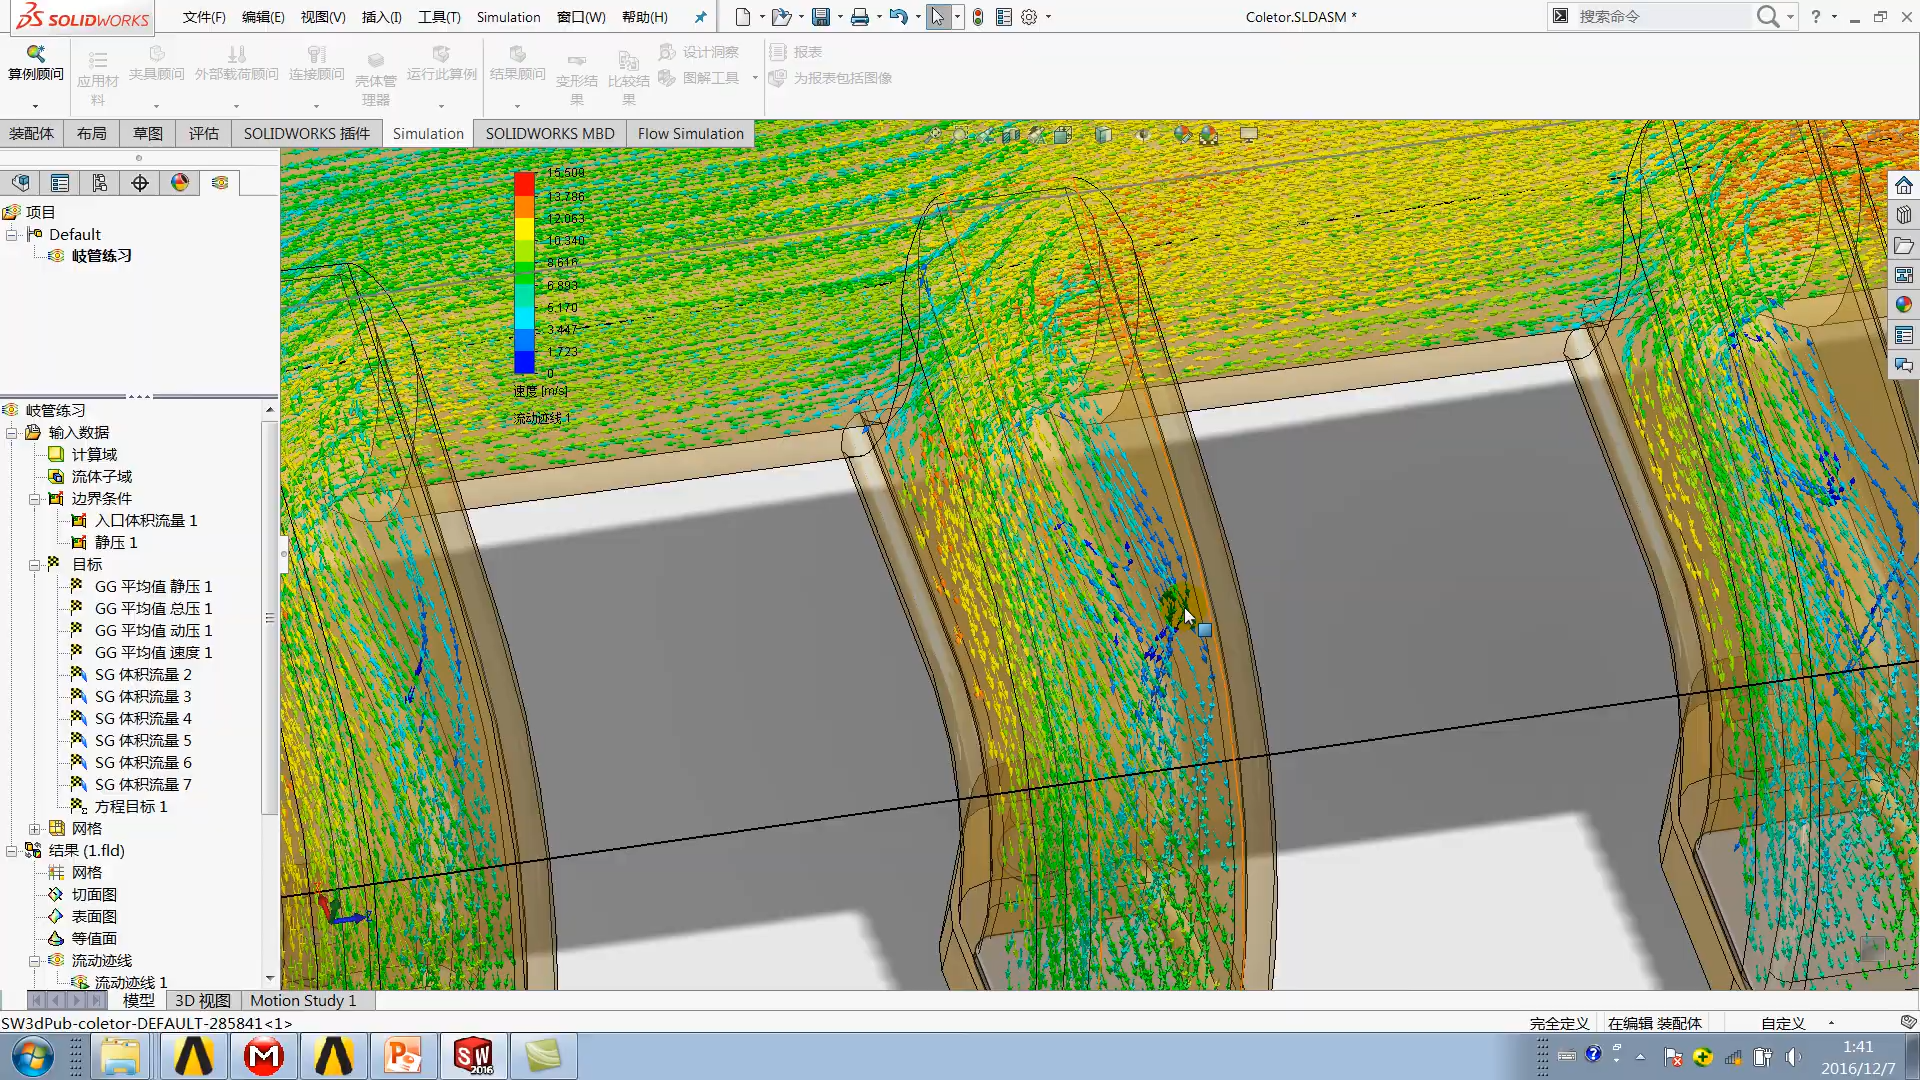 SOLIDWORKS
文件(F) 编辑(E) 视图(V) 插入(I) 工具(T) Simulation 窗口(W) 帮助(H)
Coletor.SLDASM *
搜索命令
算例顾问
应用材料
夹具顾问
外部载荷顾问
连接顾问
壳体管理器
运行此算例
结果顾问
变形结果
比较结果
设计洞察
图解工具
报表
为报表包括图像
装配体 布局 草图 评估 SOLIDWORKS 插件 Simulation SOLIDWORKS MBD Flow Simulation
项目
Default
岐管练习
岐管练习
输入数据
计算域
流体子域
边界条件
入口体积流量 1
静压 1
目标
GG 平均值 静压 1
GG 平均值 总压 1
GG 平均值 动压 1
GG 平均值 速度 1
SG 体积流量 2
SG 体积流量 3
SG 体积流量 4
SG 体积流量 5
SG 体积流量 6
SG 体积流量 7
方程目标 1
网格
结果 (1.fld)
网格
切面图
表面图
等值面
流动迹线
流动迹线 1
15.509
13.786
12.063
10.340
8.616
6.893
5.170
3.447
1.723
0
速度 [m/s]
流动迹线 1
Z
模型 3D 视图 Motion Study 1
SW3dPub-coletor-DEFAULT-285841<1>
完全定义 在编辑 装配体 自定义
SW
2016
1:41
2016/12/7